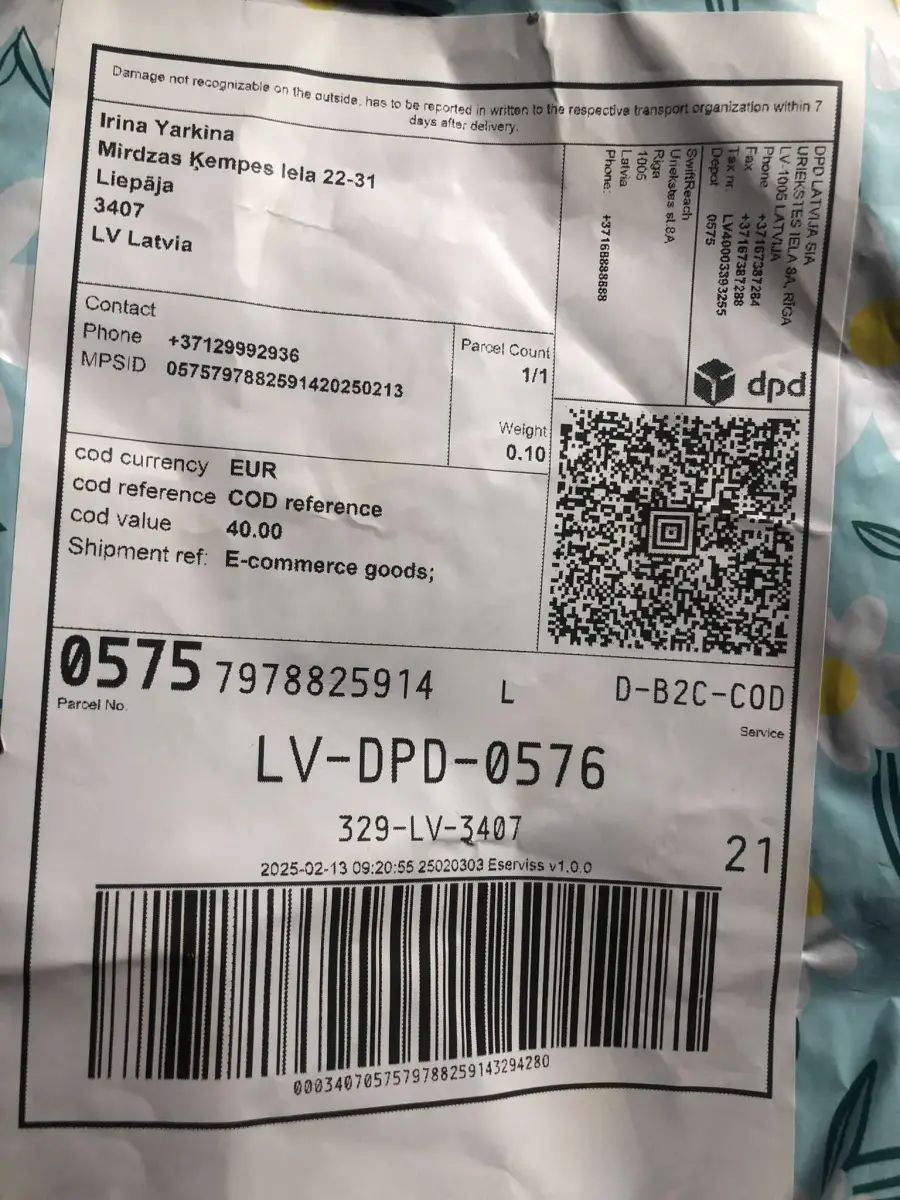 Damage not recognizable on the outside, has to be reported in written to the respective transport organization within 7
days after delivery.
Irina Yarkina
Mirdzas Ķempes Iela 22-31
Liepāja
3407
LV Latvia
Contact
Phone +37129992936
MPSID 0575797882591420250213
Parcel Count
1/1
Weight
0.10
SwiftReach
Uriekstes st.8A
Riga
1005
Latvia
Phone: +37168888888
DPD LATVIJA SIA
URIEKSTES IELA 8A, RĪGA
LV-1005 LATVIJA
Phone +37167387284
Fax +37167387288
Tax nr. LV40003393255
Depot 0575
dpd
cod currency EUR
cod reference COD reference
cod value 40.00
Shipment ref: E-commerce goods;
0575 7978825914 L D-B2C-COD
Parcel No.
Service
LV-DPD-0576
329-LV-3407
21
2025-02-13 09:20:55 25020303 Eserviss v1.0.0
0003407057579788259143294280